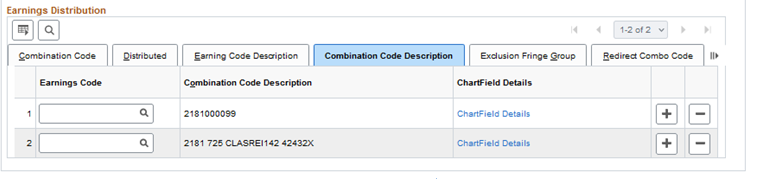 Earnings Distribution
1-2 of 2
Combination Code Distributed Earning Code Description Combination Code Description Exclusion Fringe Group Redirect Combo Code
Earnings Code Combination Code Description ChartField Details
1 2181000099 ChartField Details
2 2181 725 CLASREI142 42432X ChartField Details